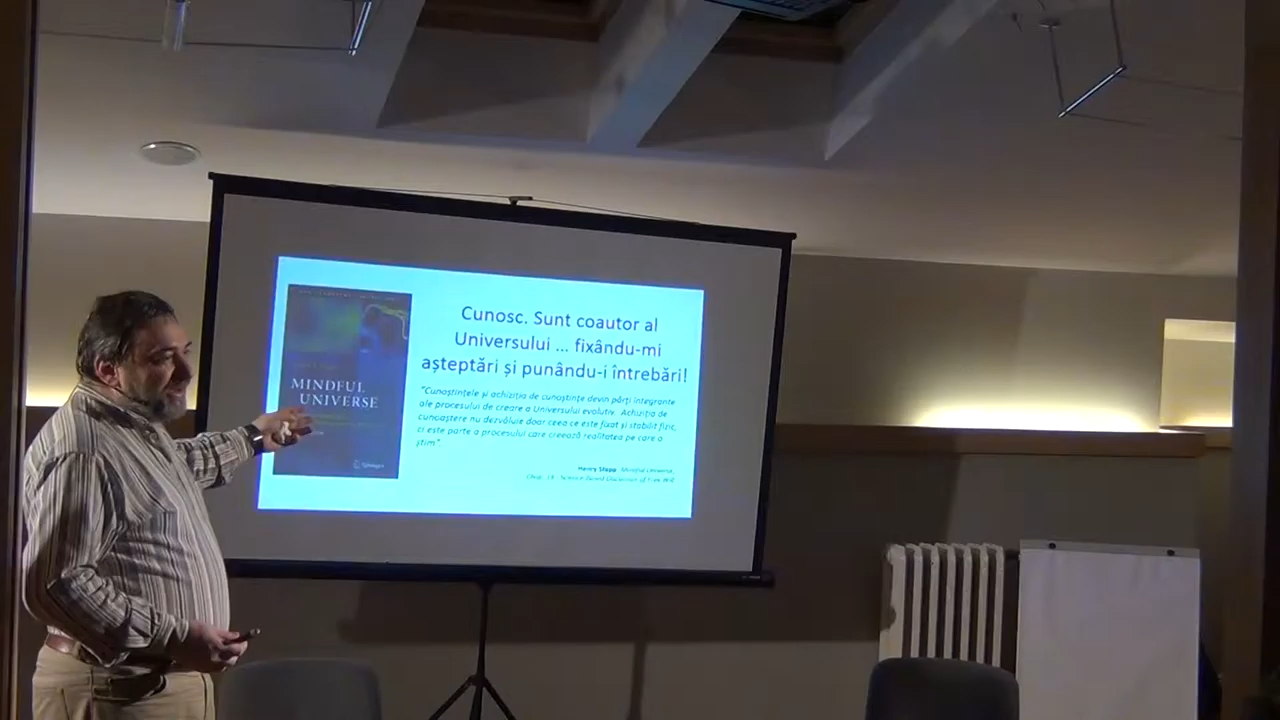 MINDFUL
UNIVERSE
Springer
Cunosc. Sunt coautor al
Universului ... fixându-mi
așteptări și punându-i întrebări!
"Cunoștințele și achiziția de cunoștințe devin părți integrante
ale procesului de creare a Universului evolutiv. Achiziția de
cunoaștere nu dezvăluie doar ceea ce este fixat și stabilit fizic,
ci este parte a procesului care creează realitatea pe care o
știm".
Henry Stapp, Mindful Universe,